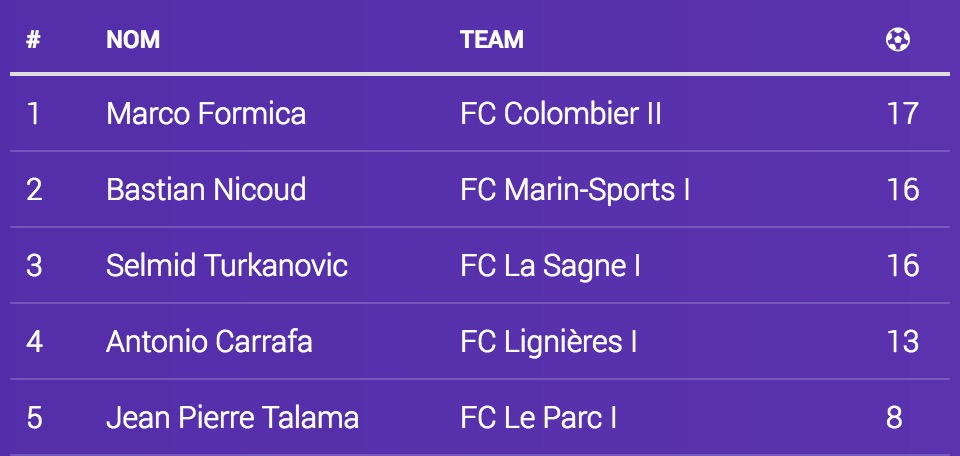 # NOM TEAM ⚽
1 Marco Formica FC Colombier II 17
2 Bastian Nicoud FC Marin-Sports I 16
3 Selmid Turkanovic FC La Sagne I 16
4 Antonio Carrafa FC Lignières I 13
5 Jean Pierre Talama FC Le Parc I 8